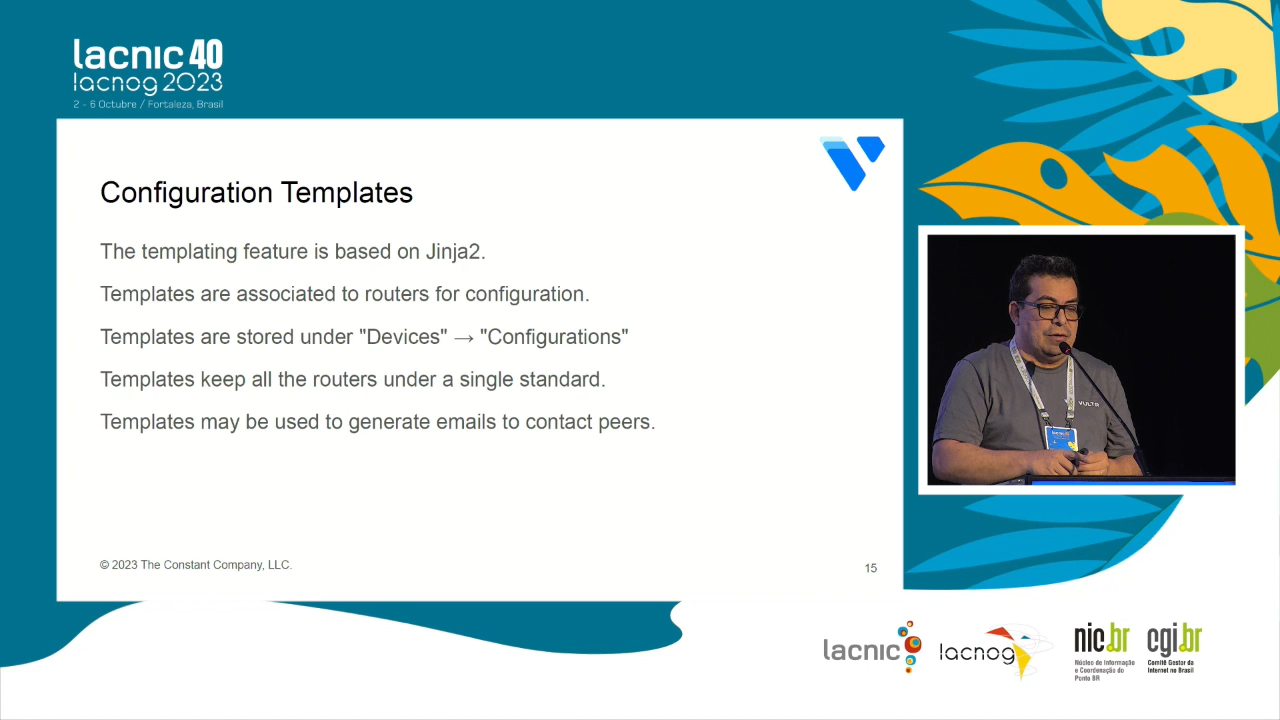 lacnic 40
lacnog 2023
2 - 6 Octubre / Fortaleza, Brasil
Configuration Templates
The templating feature is based on Jinja2.
Templates are associated to routers for configuration.
Templates are stored under "Devices" → "Configurations"
Templates keep all the routers under a single standard.
Templates may be used to generate emails to contact peers.
© 2023 The Constant Company, LLC.
15
VULTR
lacnic
lacnog
nic.br
Núcleo de Informação
e Coordenação do
Ponto BR
cgi.br
Comitê Gestor da
Internet no Brasil